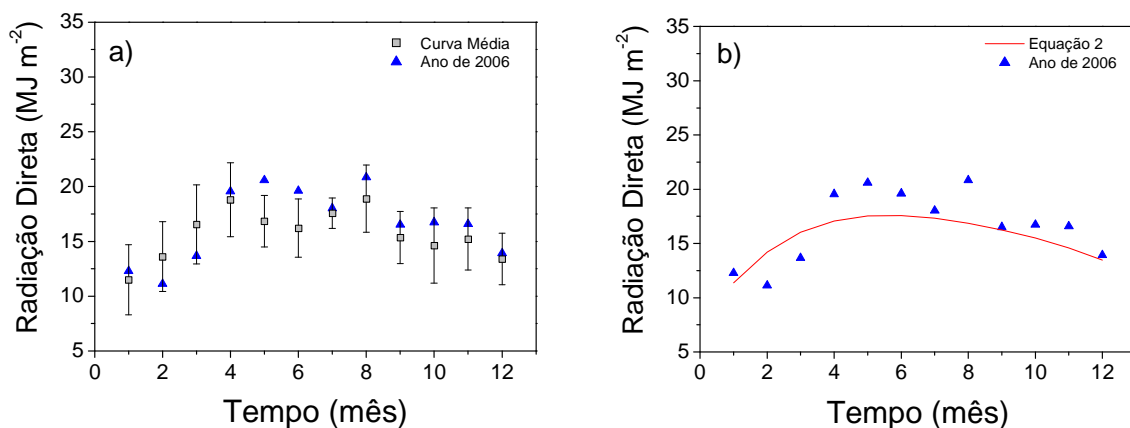 a)
Curva Média
Ano de 2006
Radiação Direta (MJ m⁻²)
35
30
25
20
15
10
5
0 2 4 6 8 10 12
Tempo (mês)
b)
Equação 2
Ano de 2006
Radiação Direta (MJ m⁻²)
35
30
25
20
15
10
5
0 2 4 6 8 10 12
Tempo (mês)